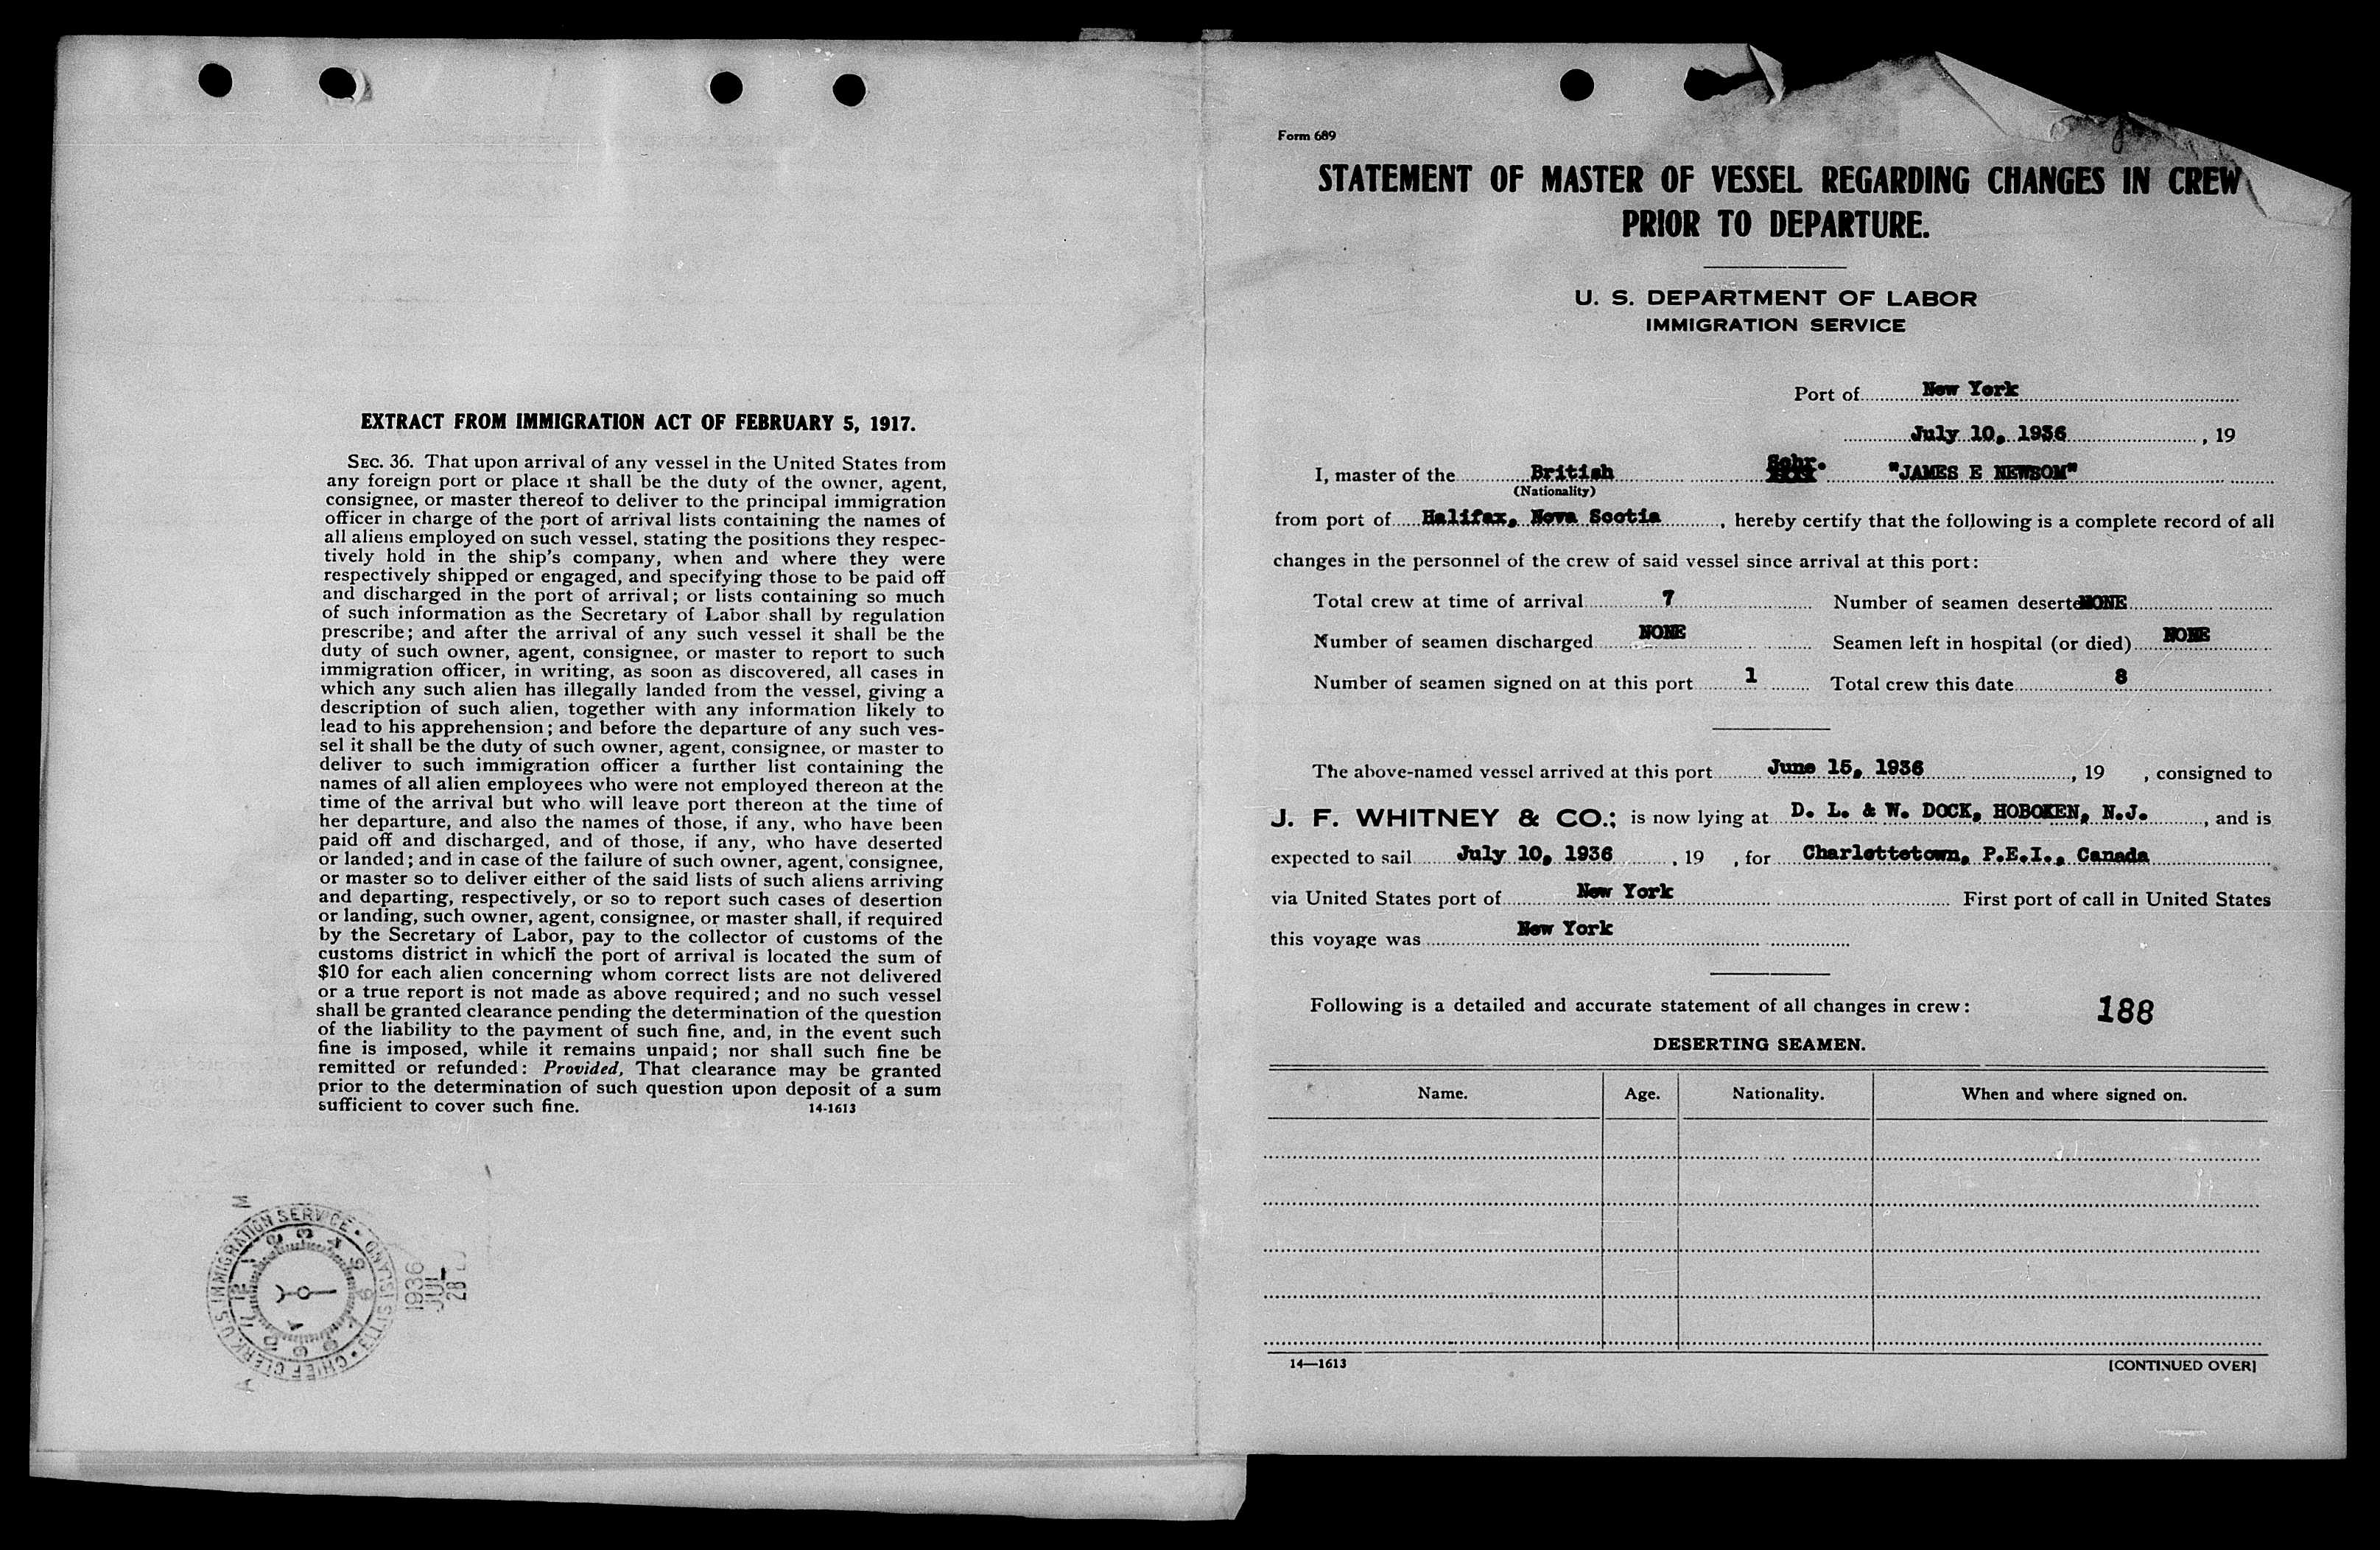 EXTRACT FROM IMMIGRATION ACT OF FEBRUARY 5, 1917.
SEC. 36. That upon arrival of any vessel in the United States from
any foreign port or place it shall be the duty of the owner, agent,
consignee, or master thereof to deliver to the principal immigration
officer in charge of the port of arrival lists containing the names of
all aliens employed on such vessel, stating the positions they respec-
tively hold in the ship's company, when and where they were
respectively shipped or engaged, and specifying those to be paid off
and discharged in the port of arrival; or lists containing so much
of such information as the Secretary of Labor shall by regulation
prescribe; and after the arrival of any such vessel it shall be the
duty of such owner, agent, consignee, or master to report to such
immigration officer, in writing, as soon as discovered, all cases in
which any such alien has illegally landed from the vessel, giving a
description of such alien, together with any information likely to
lead to his apprehension; and before the departure of any such ves-
sel it shall be the duty of such owner, agent, consignee, or master to
deliver to such immigration officer a further list containing the
names of all alien employees who were not employed thereon at the
time of the arrival but who will leave port thereon at the time of
her departure, and also the names of those, if any, who have been
paid off and discharged, and of those, if any, who have deserted
or landed; and in case of the failure of such owner, agent, consignee,
or master so to deliver either of the said lists of such aliens arriving
and departing, respectively, or so to report such cases of desertion
or landing, such owner, agent, consignee, or master shall, if required
by the Secretary of Labor, pay to the collector of customs of the
customs district in which the port of arrival is located the sum of
$10 for each alien concerning whom correct lists are not delivered
or a true report is not made as above required; and no such vessel
shall be granted clearance pending the determination of the question
of the liability to the payment of such fine, and, in the event such
fine is imposed, while it remains unpaid; nor shall such fine be
remitted or refunded: Provided, That clearance may be granted
prior to the determination of such question upon deposit of a sum
sufficient to cover such fine. 14-1613
CHIEF CLERK U.S. IMMIGRATION SERVICE • ELLIS ISLAND •
1936
JUL
28
Form 689
STATEMENT OF MASTER OF VESSEL REGARDING CHANGES IN CREW
PRIOR TO DEPARTURE.
U. S. DEPARTMENT OF LABOR
IMMIGRATION SERVICE
Port of New York
July 10, 1936, 19
I, master of the British Schr. "JAMES E NEWSOM"
(Nationality)
from port of Halifax, Nova Scotia, hereby certify that the following is a complete record of all
changes in the personnel of the crew of said vessel since arrival at this port:
Total crew at time of arrival 7 Number of seamen deserted NONE
Number of seamen discharged NONE Seamen left in hospital (or died) NONE
Number of seamen signed on at this port 1 Total crew this date 8
The above-named vessel arrived at this port June 15, 1936, 19 , consigned to
J. F. WHITNEY & CO.; is now lying at D. L. & W. DOCK, HOBOKEN, N.J., and is
expected to sail July 10, 1936, 19 , for Charlottetown, P.E.I., Canada
via United States port of New York First port of call in United States
this voyage was New York
Following is a detailed and accurate statement of all changes in crew: 188
DESERTING SEAMEN.
Name. Age. Nationality. When and where signed on.
14—1613 [CONTINUED OVER]